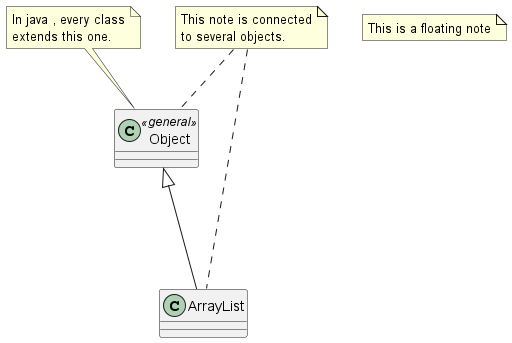 In java , every class
extends this one.
This note is connected
to several objects.
This is a floating note
C
«general»
Object
C
ArrayList